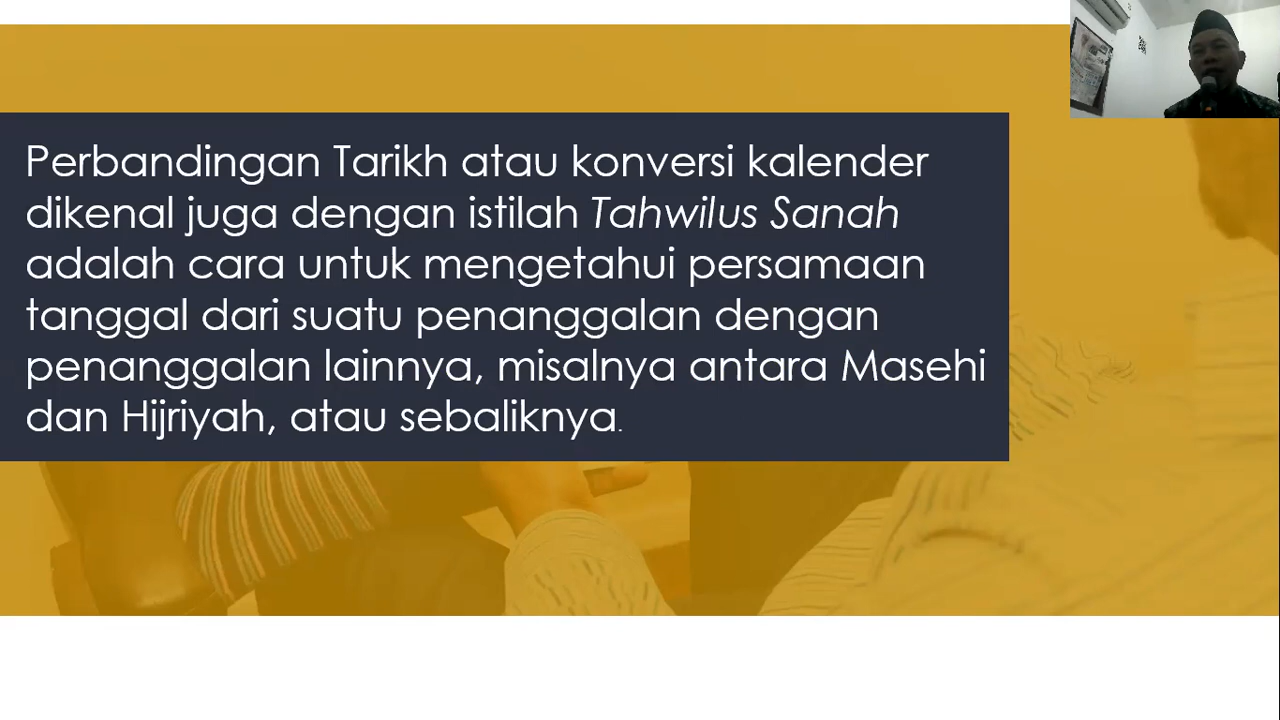 Perbandingan Tarikh atau konversi kalender
dikenal juga dengan istilah Tahwilus Sanah
adalah cara untuk mengetahui persamaan
tanggal dari suatu penanggalan dengan
penanggalan lainnya, misalnya antara Masehi
dan Hijriyah, atau sebaliknya.